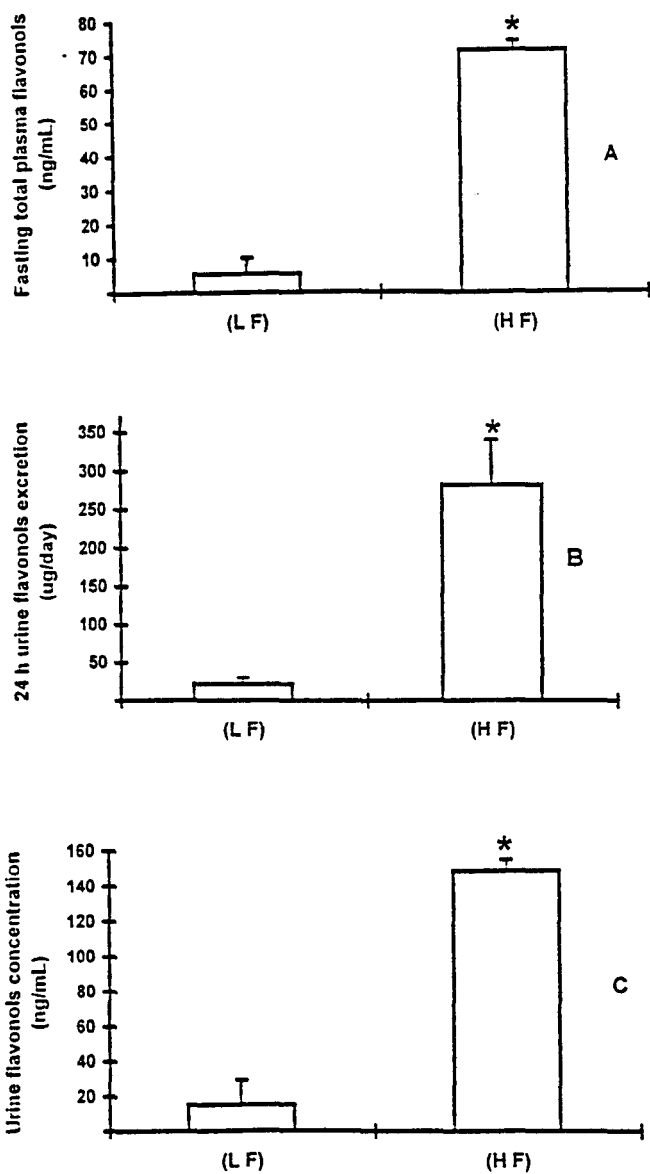 Fasting total plasma flavonols
(ng/mL)
80
70
60
50
40
30
20
10
*
A
(L F)
(H F)
24 h urine flavonols excretion
(ug/day)
350
300
250
200
150
100
50
*
B
(L F)
(H F)
Urine flavonols concentration
(ng/mL)
160
140
120
100
80
60
40
20
*
C
(L F)
(H F)